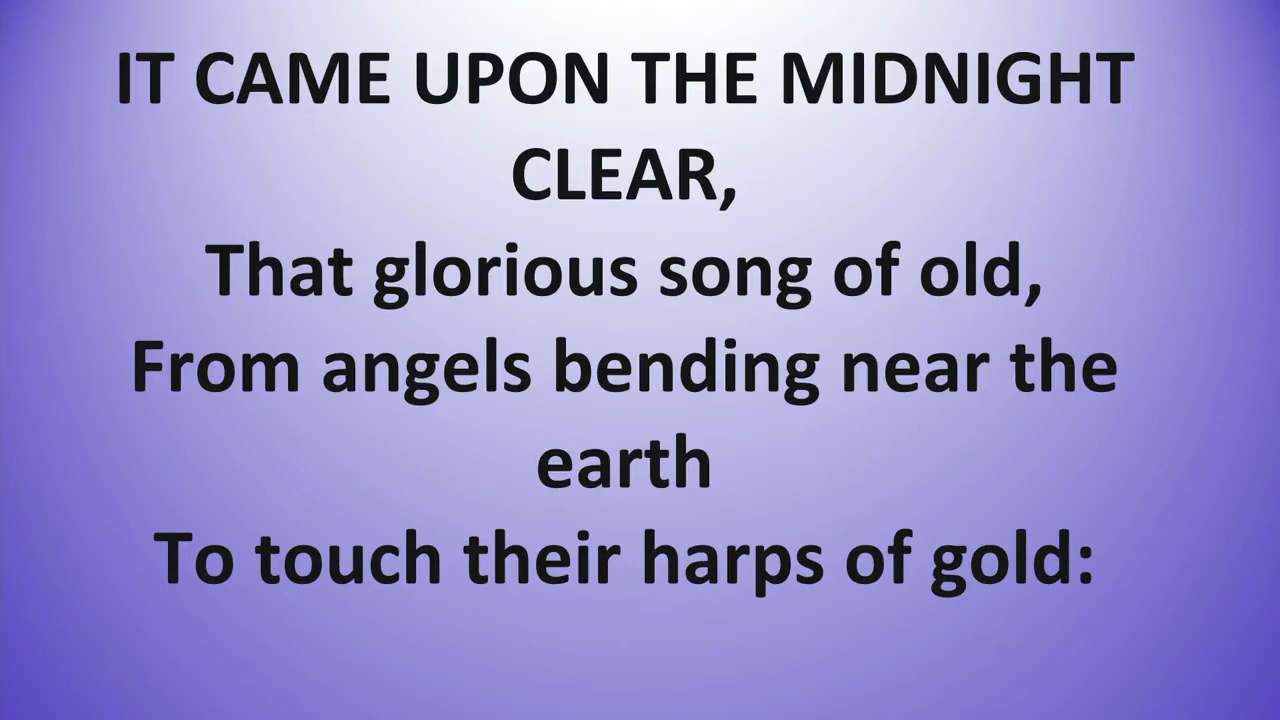 IT CAME UPON THE MIDNIGHT
CLEAR,
That glorious song of old,
From angels bending near the
earth
To touch their harps of gold: